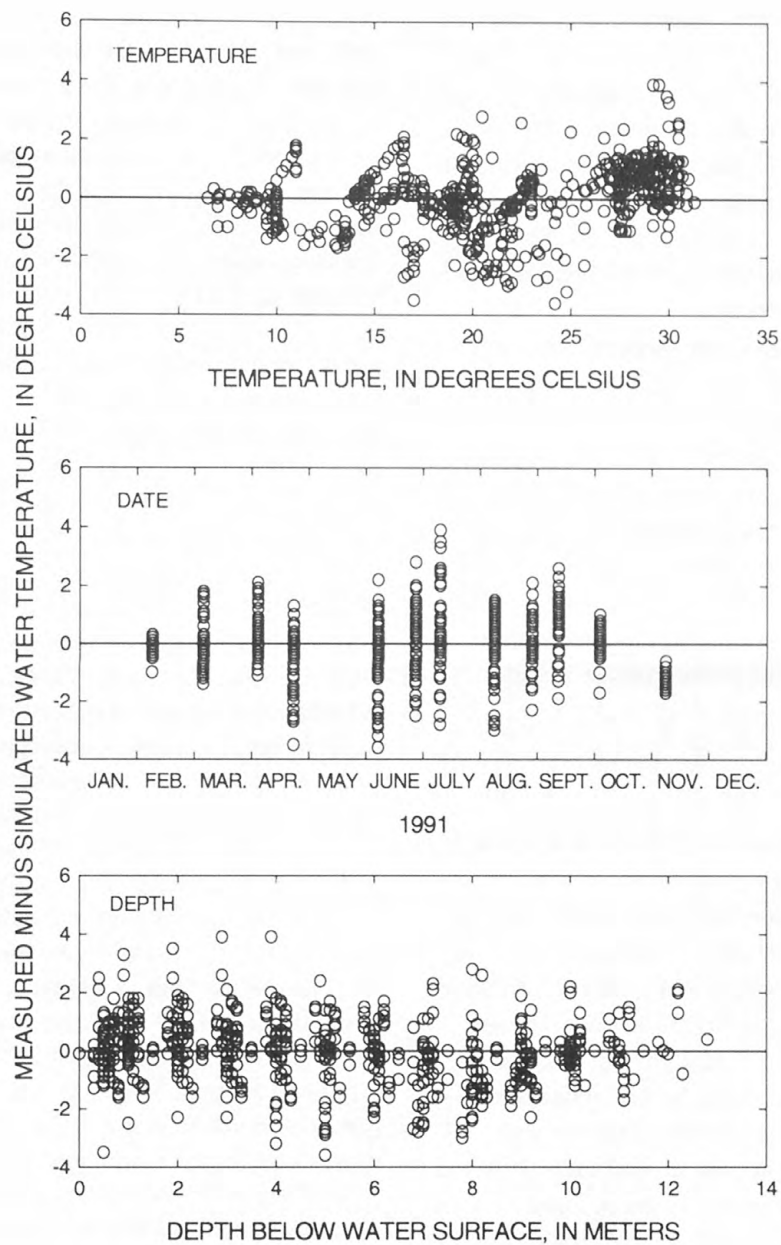 MEASURED MINUS SIMULATED WATER TEMPERATURE, IN DEGREES CELSIUS
6
4
2
0
-2
-4
TEMPERATURE
0 5 10 15 20 25 30 35
TEMPERATURE, IN DEGREES CELSIUS
6
4
2
0
-2
-4
DATE
JAN. FEB. MAR. APR. MAY JUNE JULY AUG. SEPT. OCT. NOV. DEC.
1991
6
4
2
0
-2
-4
DEPTH
0 2 4 6 8 10 12 14
DEPTH BELOW WATER SURFACE, IN METERS